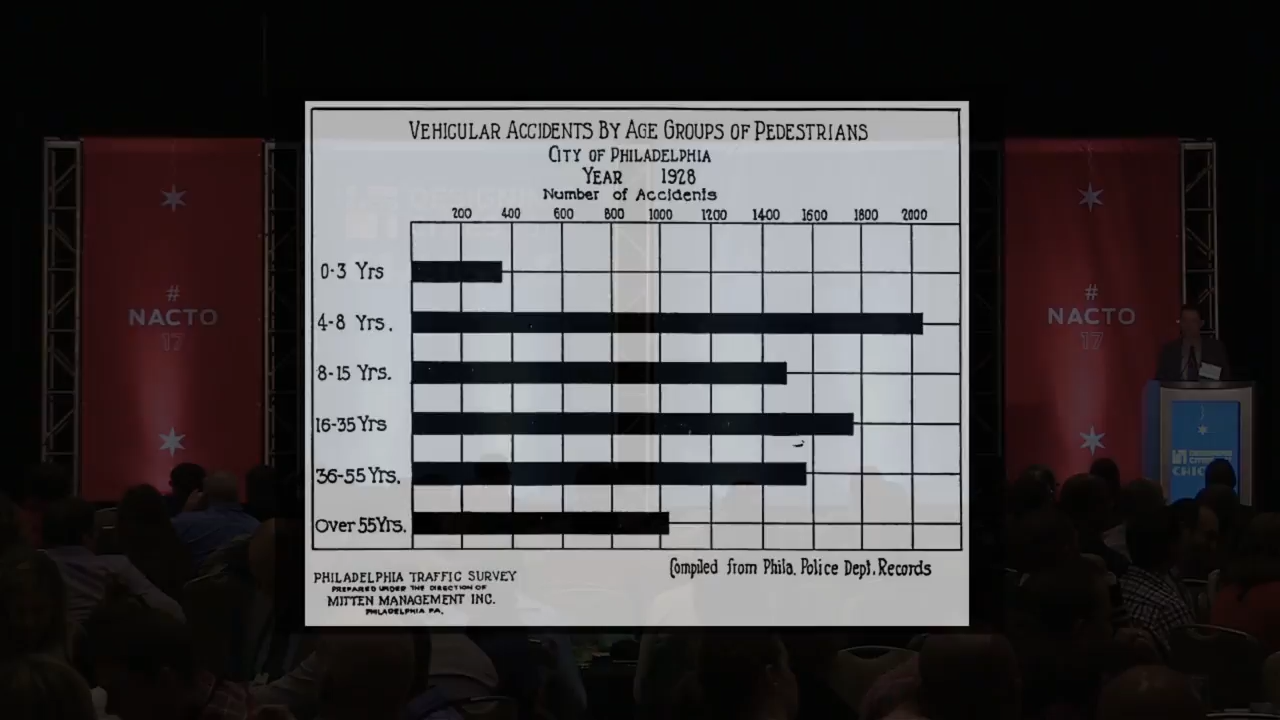 VEHICULAR ACCIDENTS BY AGE GROUPS OF PEDESTRIANS
CITY OF PHILADELPHIA
YEAR 1928
Number of Accidents
200 400 600 800 1000 1200 1400 1600 1800 2000
0-3 Yrs
4-8 Yrs.
8-15 Yrs.
16-35 Yrs
36-55 Yrs.
Over 55 Yrs.
Compiled from Phila. Police Dept. Records
PHILADELPHIA TRAFFIC SURVEY
PREPARED UNDER THE DIRECTION OF
MITTEN MANAGEMENT INC.
PHILADELPHIA PA.
#
NACTO
17
#
NACTO
17